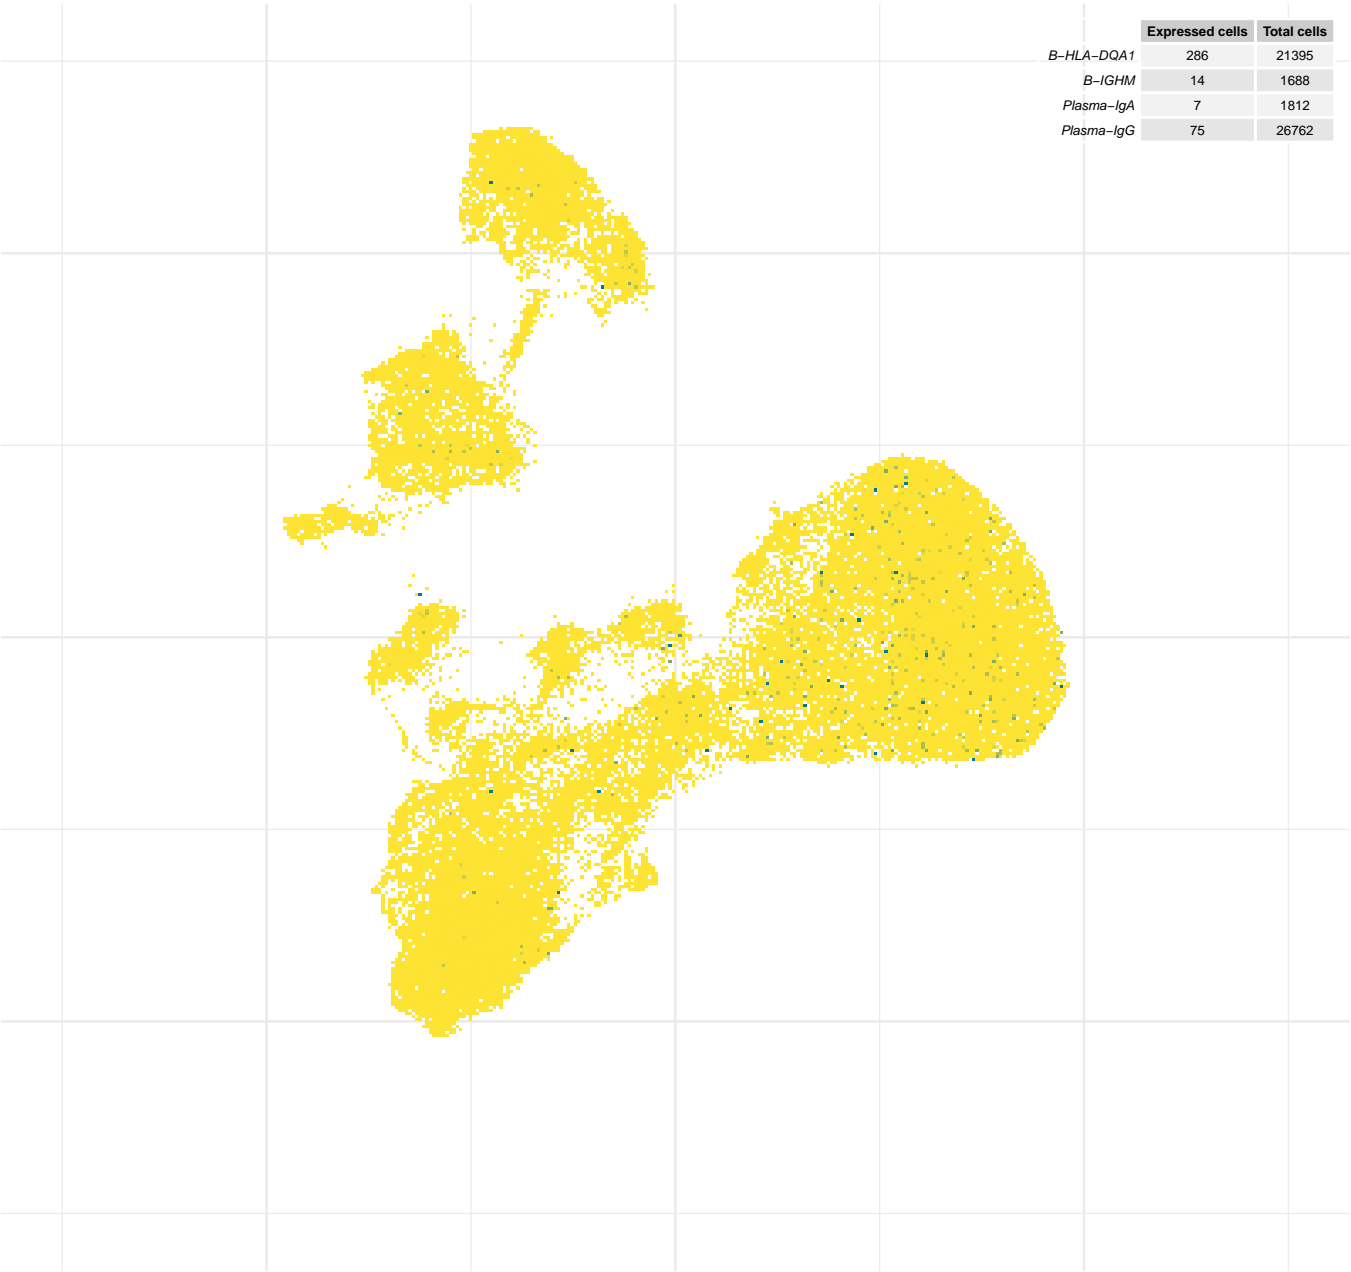 Expressed cells Total cells
B−HLA−DQA1 286 21395
B−IGHM 14 1688
Plasma−IgA 7 1812
Plasma−IgG 75 26762